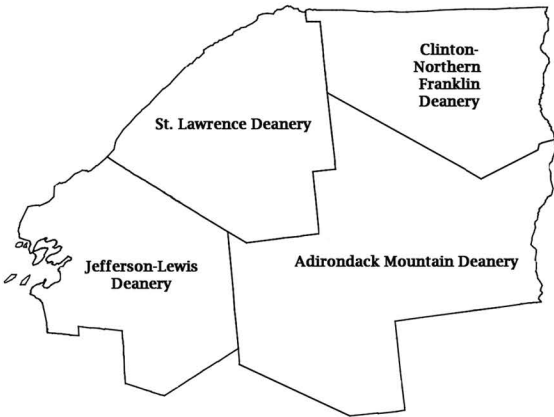 Clinton-
Northern
Franklin
Deanery
St. Lawrence Deanery
Jefferson-Lewis
Deanery
Adirondack Mountain Deanery